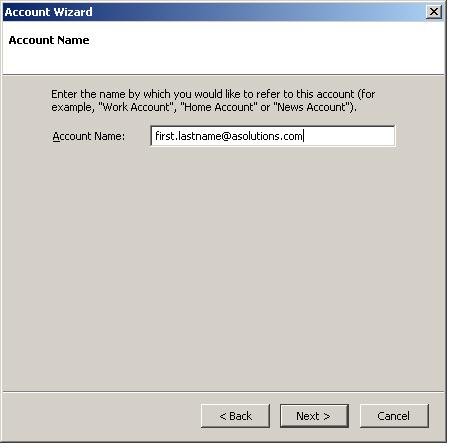 Account Wizard
Account Name
Enter the name by which you would like to refer to this account (for
example, "Work Account", "Home Account" or "News Account").
Account Name: first.lastname@asolutions.com
< Back Next > Cancel